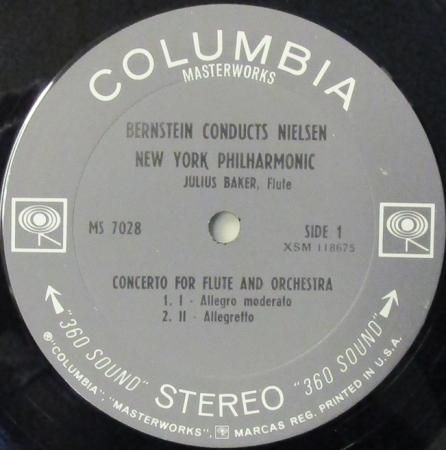 COLUMBIA
MASTERWORKS
BERNSTEIN CONDUCTS NIELSEN
NEW YORK PHILHARMONIC
JULIUS BAKER, Flute
MS 7028
SIDE 1
XSM 118675
CONCERTO FOR FLUTE AND ORCHESTRA
1. I - Allegro moderato
2. II - Allegretto
"360 SOUND" STEREO "360 SOUND"
℗"COLUMBIA", "MASTERWORKS", MARCAS REG. PRINTED IN U.S.A.